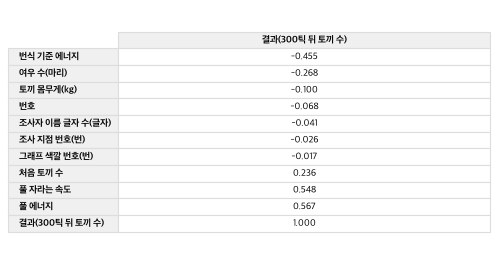 결과(300틱 뒤 토끼 수)
번식 기준 에너지 -0.455
여우 수(마리) -0.268
토끼 몸무게(kg) -0.100
번호 -0.068
조사자 이름 글자 수(글자) -0.041
조사 지점 번호(번) -0.026
그래프 색깔 번호(번) -0.017
처음 토끼 수 0.236
풀 자라는 속도 0.548
풀 에너지 0.567
결과(300틱 뒤 토끼 수) 1.000